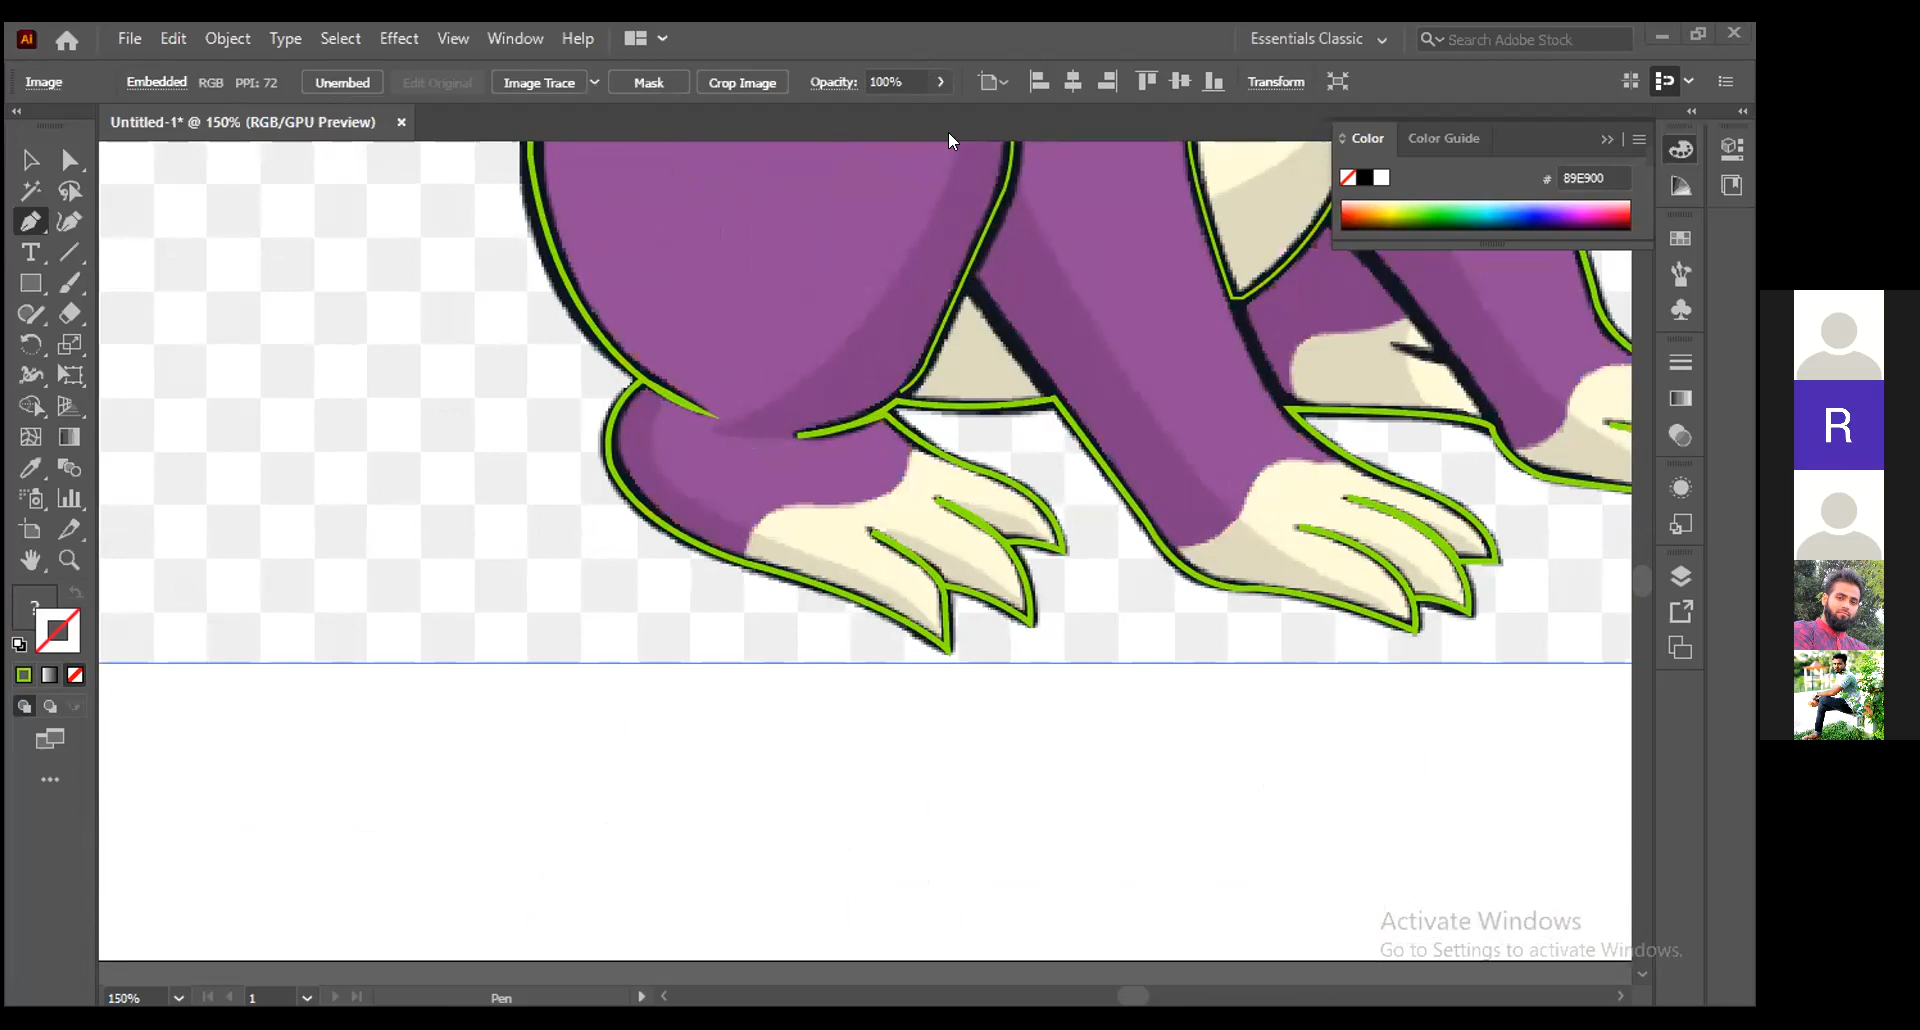 Ai File Edit Object Type Select Effect View Window Help Essentials Classic Search Adobe Stock
Image Embedded RGB PPI: 72 Unembed Edit Original Image Trace Mask Crop Image Opacity: 100% Transform
Untitled-1* @ 150% (RGB/GPU Preview) ×
Color Color Guide
# 89E900
T
?
R
Activate Windows
Go to Settings to activate Windows.
150% 1 Pen